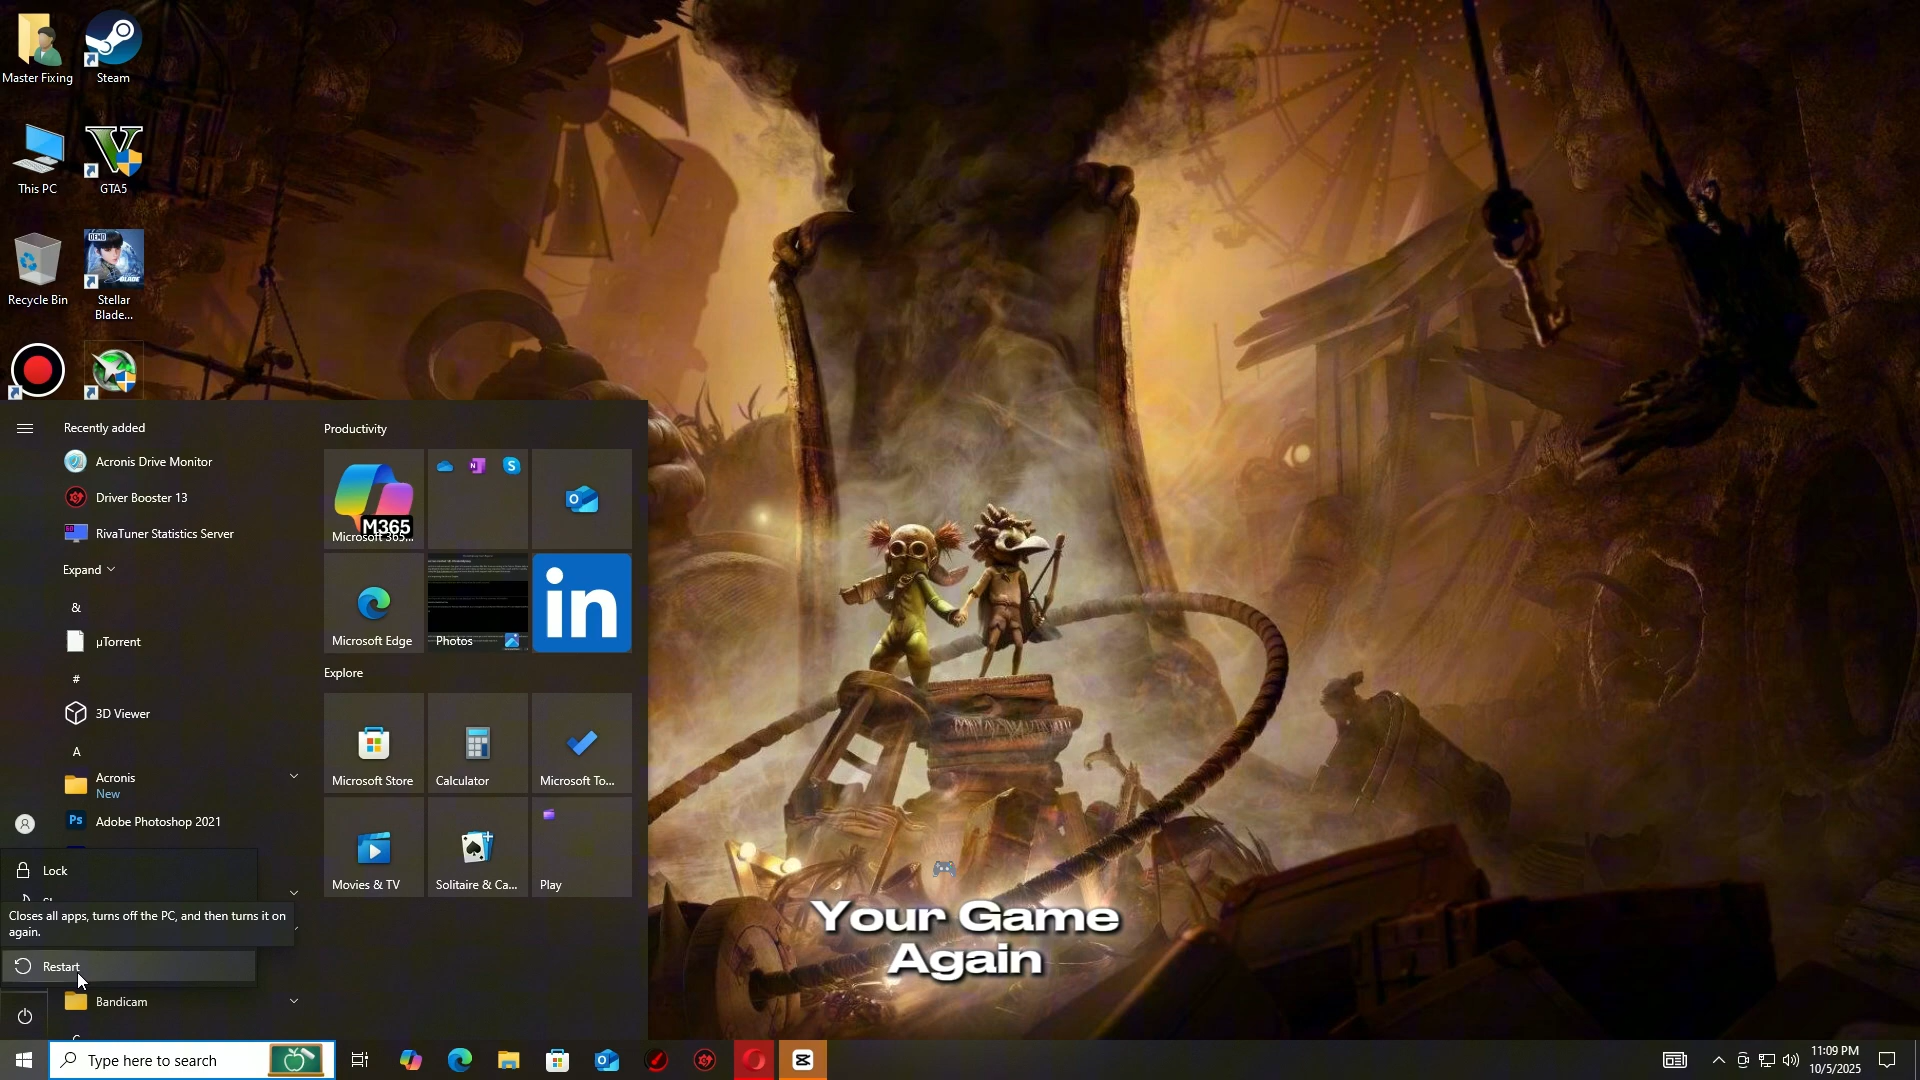 Master Fixing
Steam
This PC
GTA5
DEMO
Recycle Bin
Stellar
Blade...
Recently added
Acronis Drive Monitor
Driver Booster 13
RivaTuner Statistics Server
Expand
&
µTorrent
#
3D Viewer
A
Acronis
New
Ps
Adobe Photoshop 2021
Lock
Closes all apps, turns off the PC, and then turns it on
again.
Restart
Bandicam
Productivity
M365
Microsoft 365...
Microsoft Edge
Photos
in
Explore
Microsoft Store
Calculator
Microsoft To...
Movies & TV
Solitaire & Ca...
Play
Your Game
Again
Type here to search
11:09 PM
10/5/2025